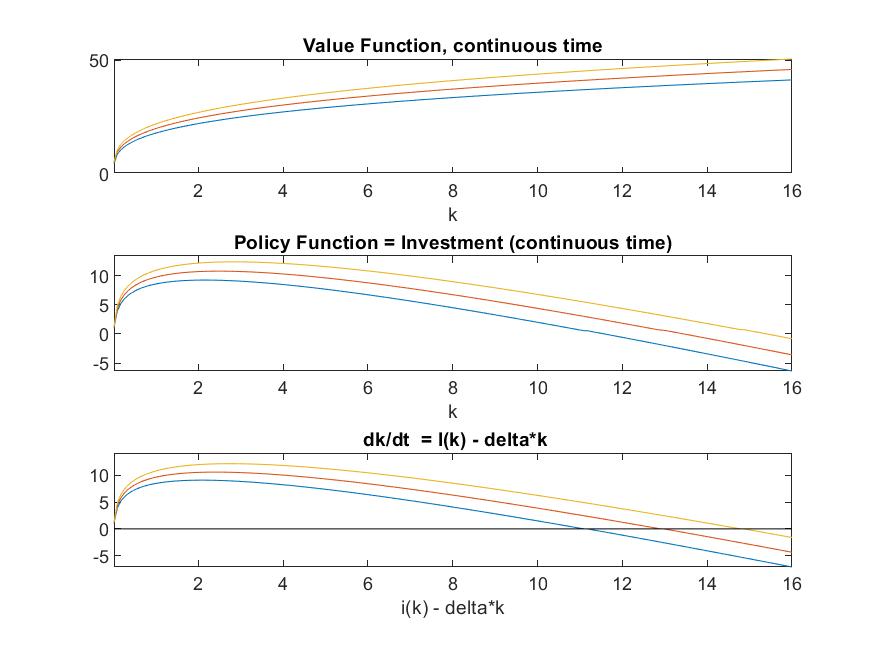 Value Function, continuous time
50
0
2 4 6 8 10 12 14 16
k
Policy Function = Investment (continuous time)
10
5
0
-5
2 4 6 8 10 12 14 16
k
dk/dt  = I(k) - delta*k
10
5
0
-5
2 4 6 8 10 12 14 16
i(k) - delta*k